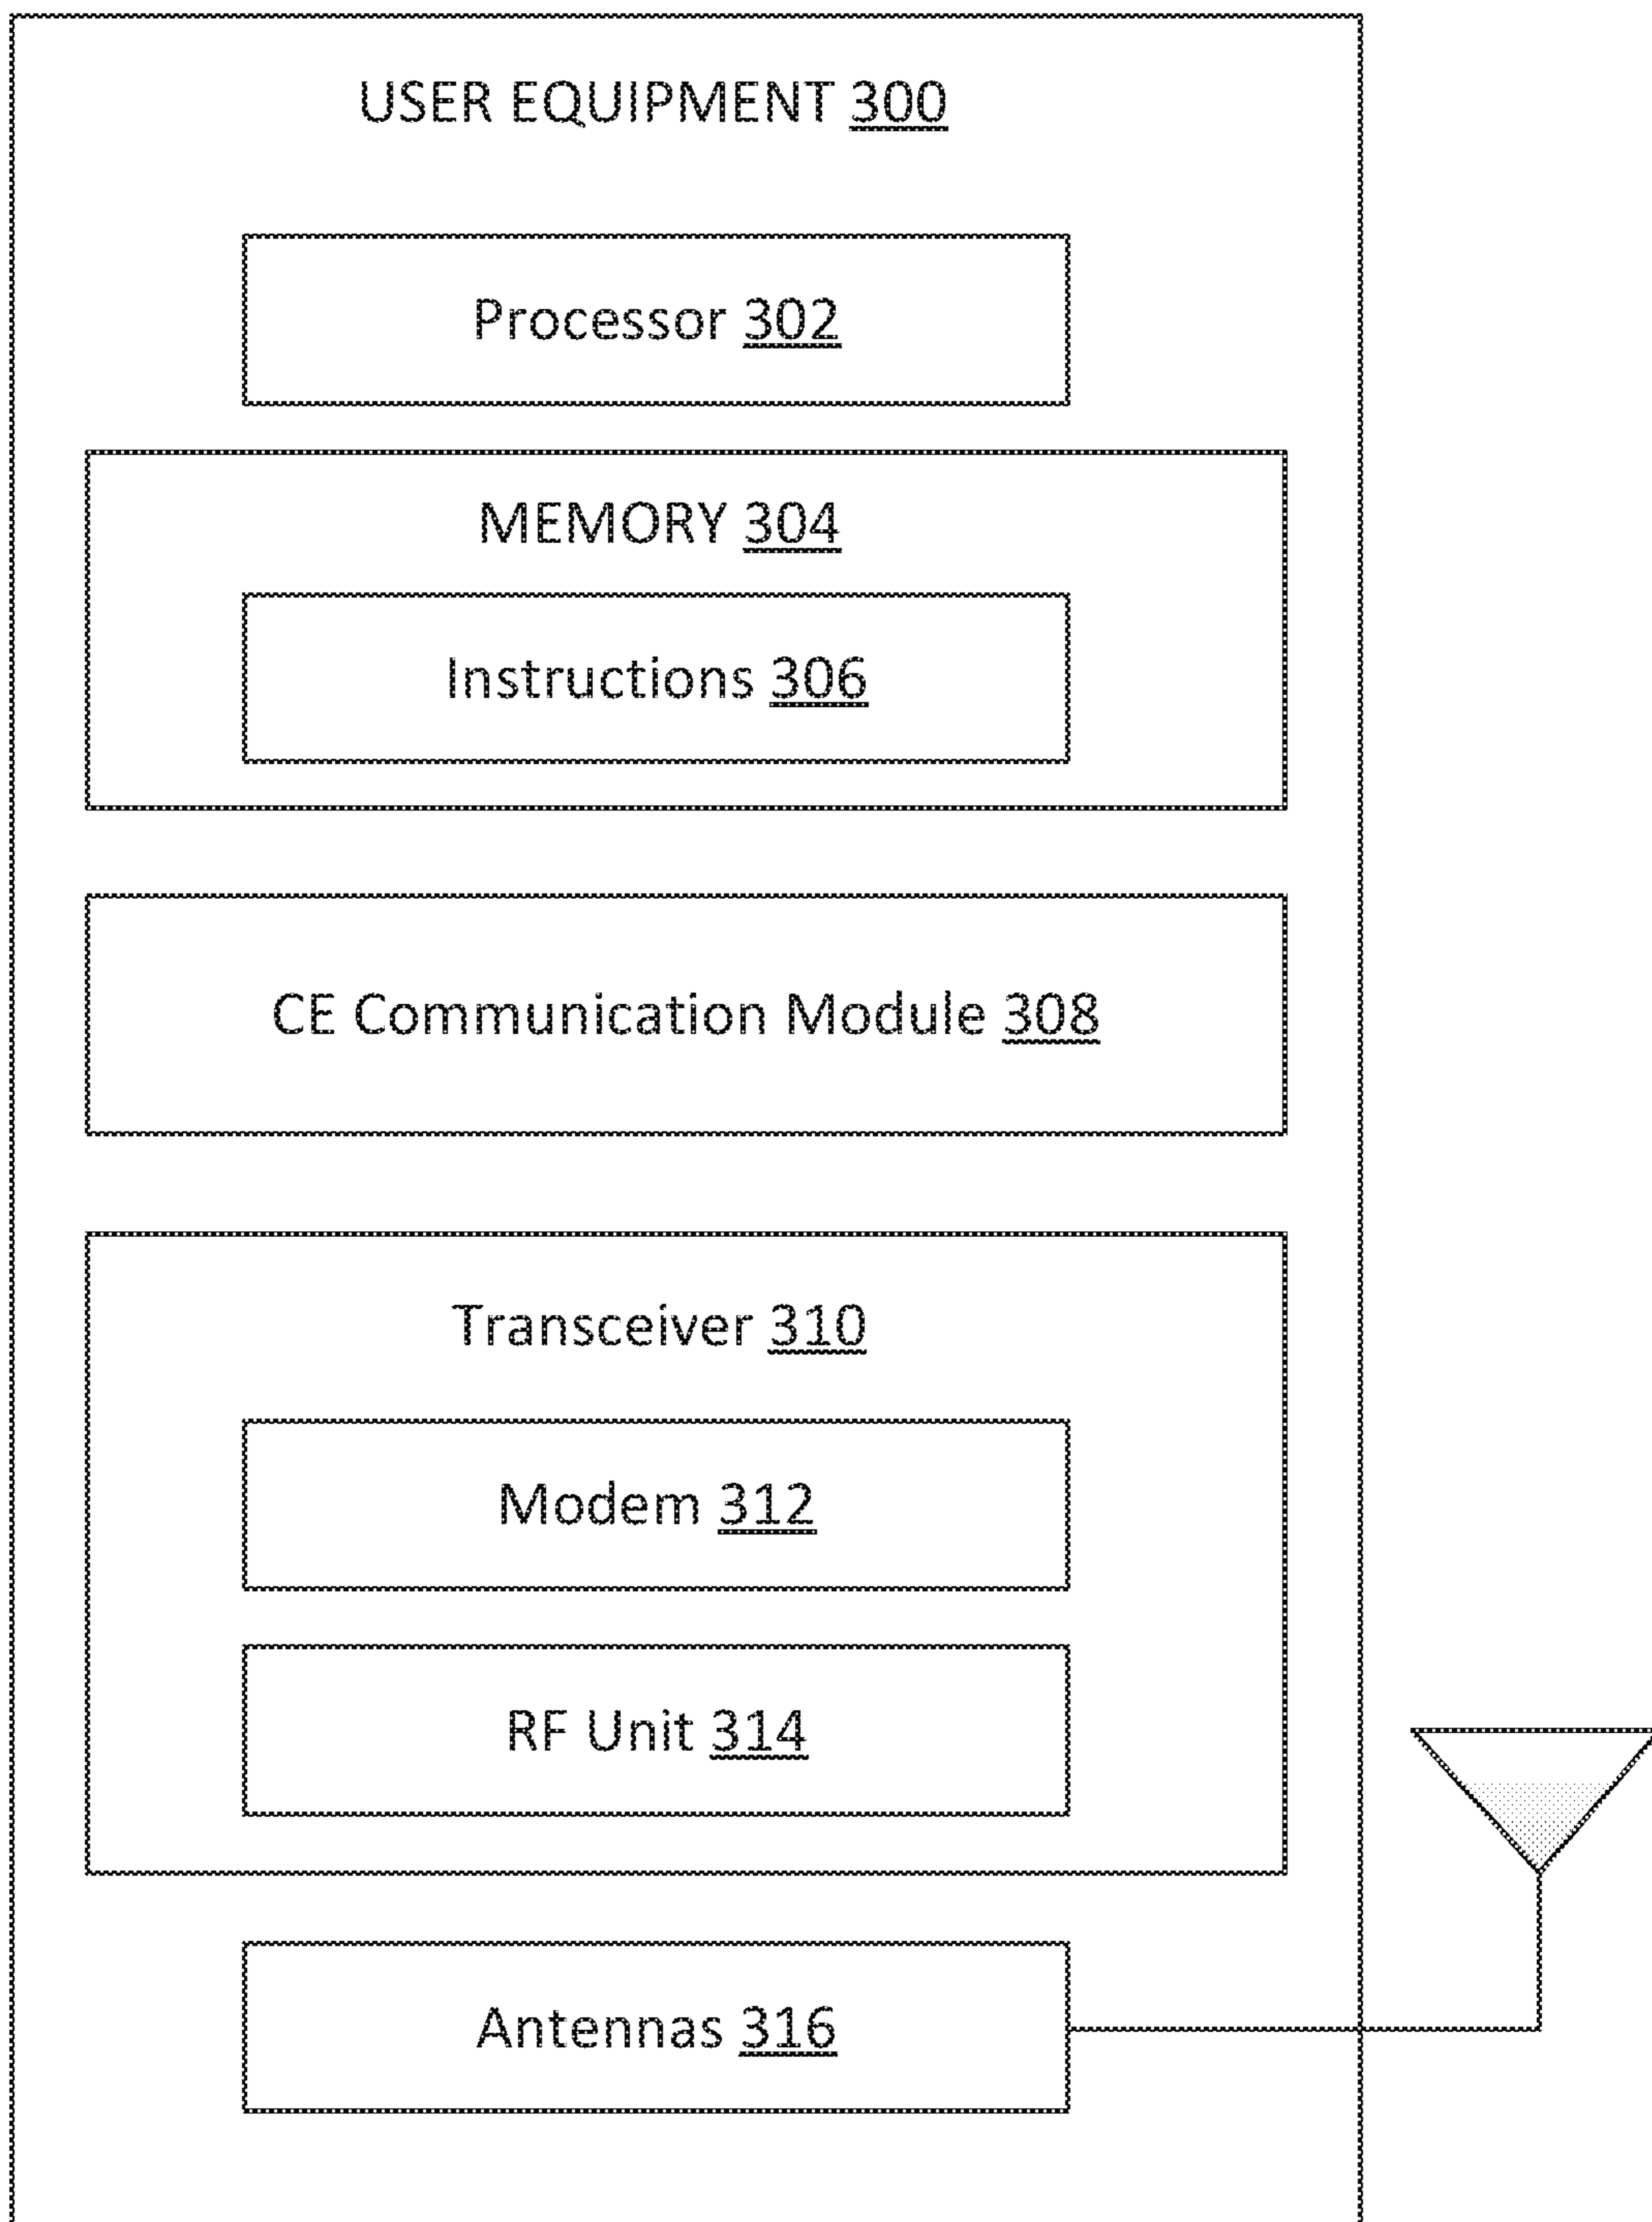 USER EQUIPMENT 300
Processor 302
MEMORY 304
Instructions 306
CE Communication Module 308
Transceiver 310
Modem 312
RF Unit 314
Antennas 316